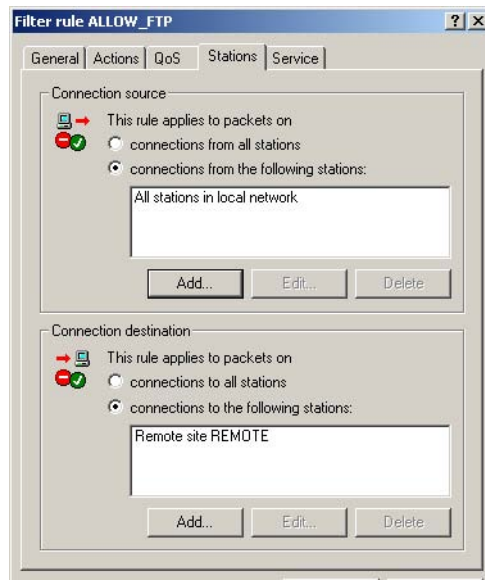 Filter rule ALLOW_FTP
General Actions QoS Stations Service
Connection source
This rule applies to packets on
connections from all stations
connections from the following stations:
All stations in local network
Add... Edit... Delete
Connection destination
This rule applies to packets on
connections to all stations
connections to the following stations:
Remote site REMOTE
Add... Edit... Delete